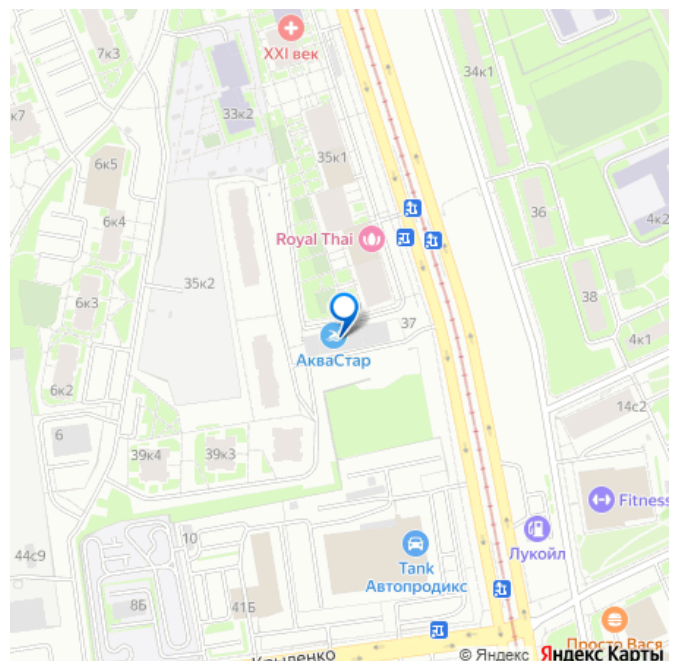 7к3
XXI век
34к1
33к2
к7
35к1
6к5
4к2
36
6к4
Royal Thai
35к2
38
6к3
37
4к1
АкваСтар
6к2
14с2
6
39к4
39к3
Fitness
10
44с9
Лукойл
Tank
Автопродикс
8Б
41Б
Просто Вася
Крыленко
© Яндекс Яндекс Карты